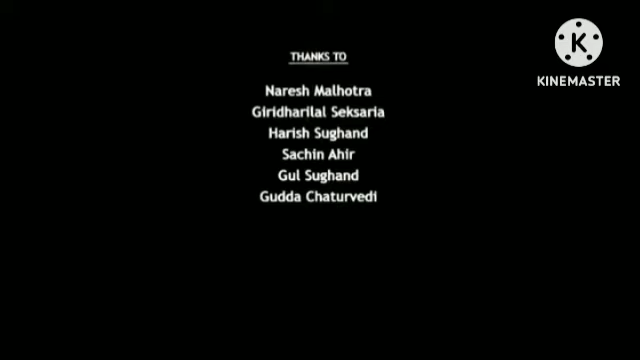 THANKS TO
Naresh Malhotra
Giridharilal Seksaria
Harish Sughand
Sachin Ahir
Gul Sughand
Gudda Chaturvedi
K
KINEMASTER